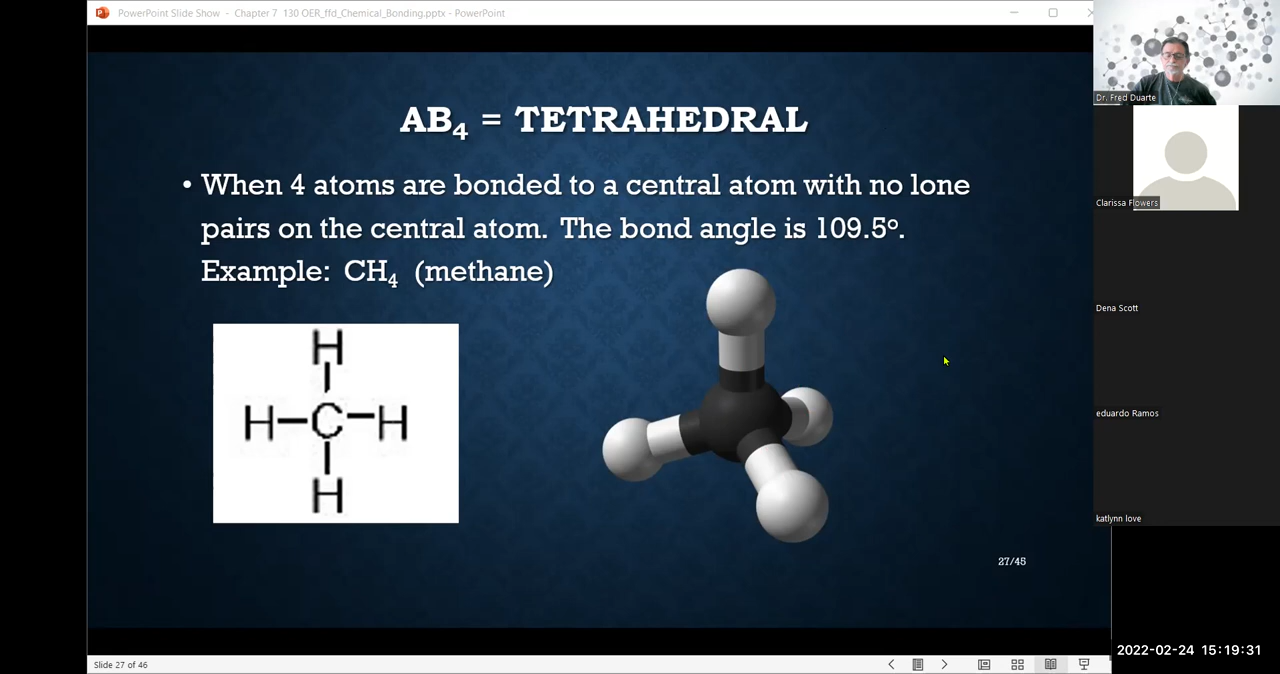 PowerPoint Slide Show - Chapter 7 130 OER_ffd_Chemical_Bonding.pptx - PowerPoint
AB₄ = TETRAHEDRAL
• When 4 atoms are bonded to a central atom with no lone
pairs on the central atom. The bond angle is 109.5º.
Example: CH₄ (methane)
H
H-C-H
H
27/45
Slide 27 of 46
Dr. Fred Duarte
Clarissa Flowers
Dena Scott
eduardo Ramos
katlynn love
2022-02-24 15:19:31